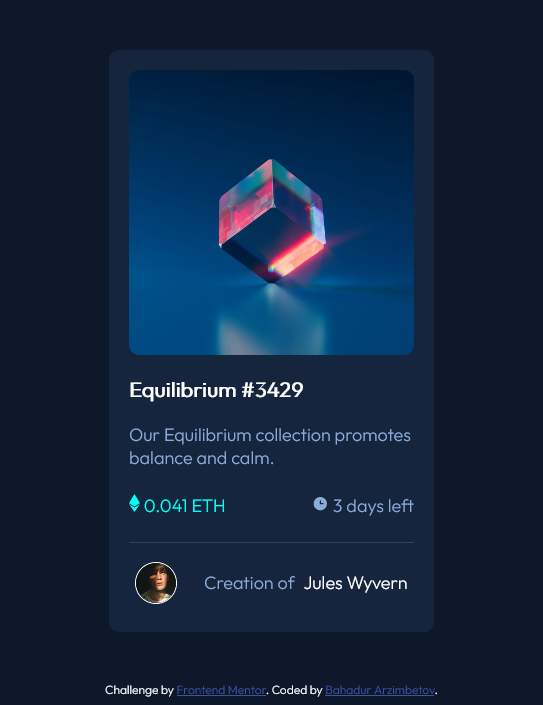 Equilibrium #3429
Our Equilibrium collection promotes
balance and calm.
0.041 ETH
3 days left
Creation of Jules Wyvern
Challenge by Frontend Mentor. Coded by Bahadur Arzimbetov.